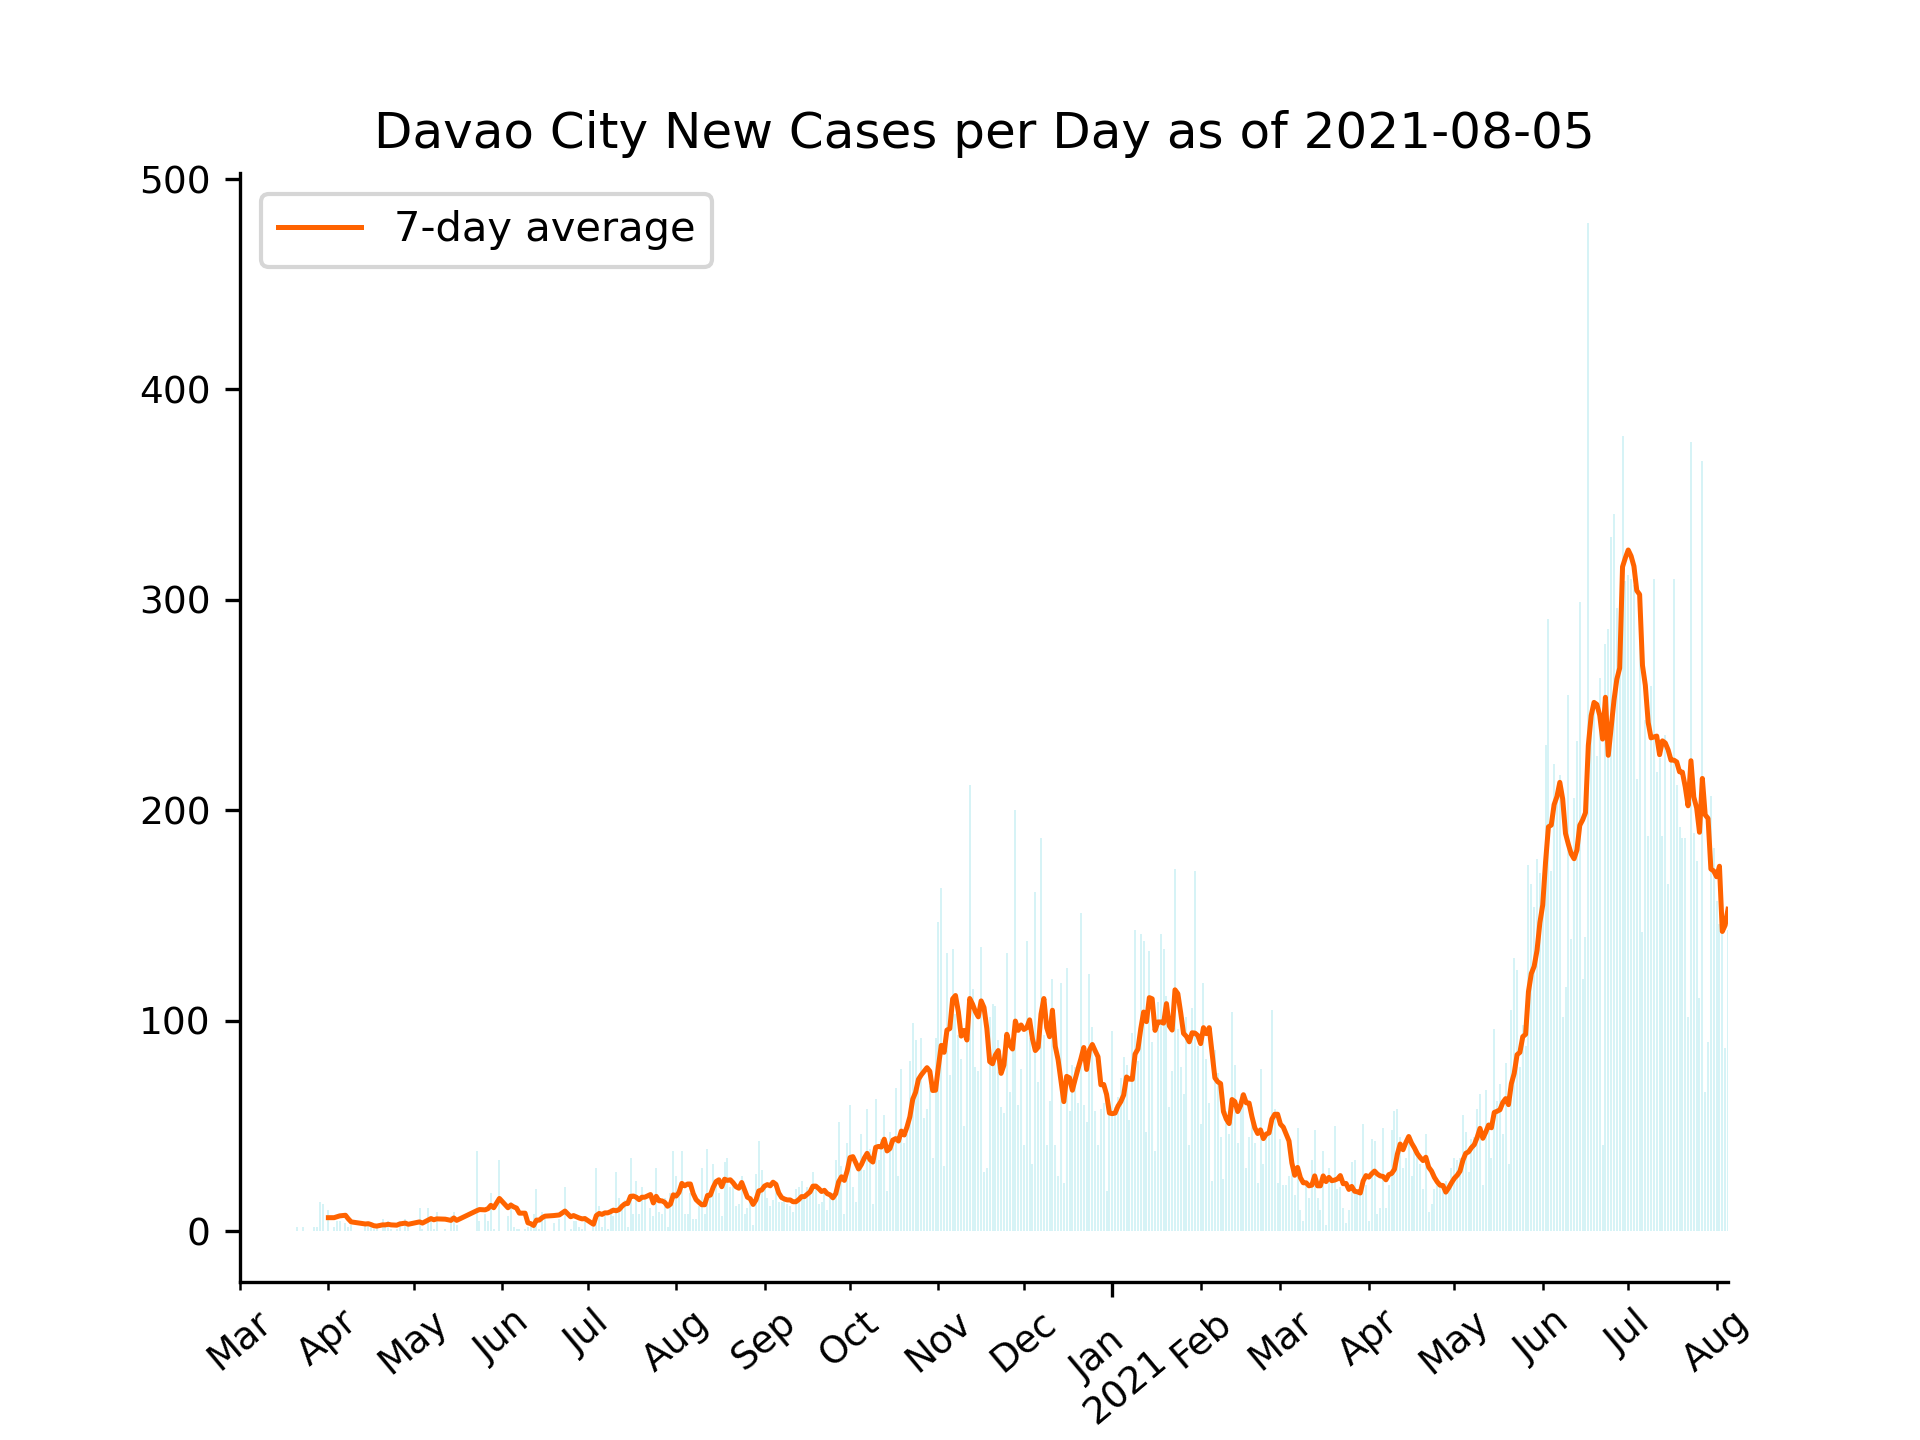 Davao City New Cases per Day as of 2021-08-05
7-day average
500
400
300
200
100
0
Mar
Apr
May
Jun
Jul
Aug
Sep
Oct
Nov
Dec
Jan
2021
Feb
Mar
Apr
May
Jun
Jul
Aug